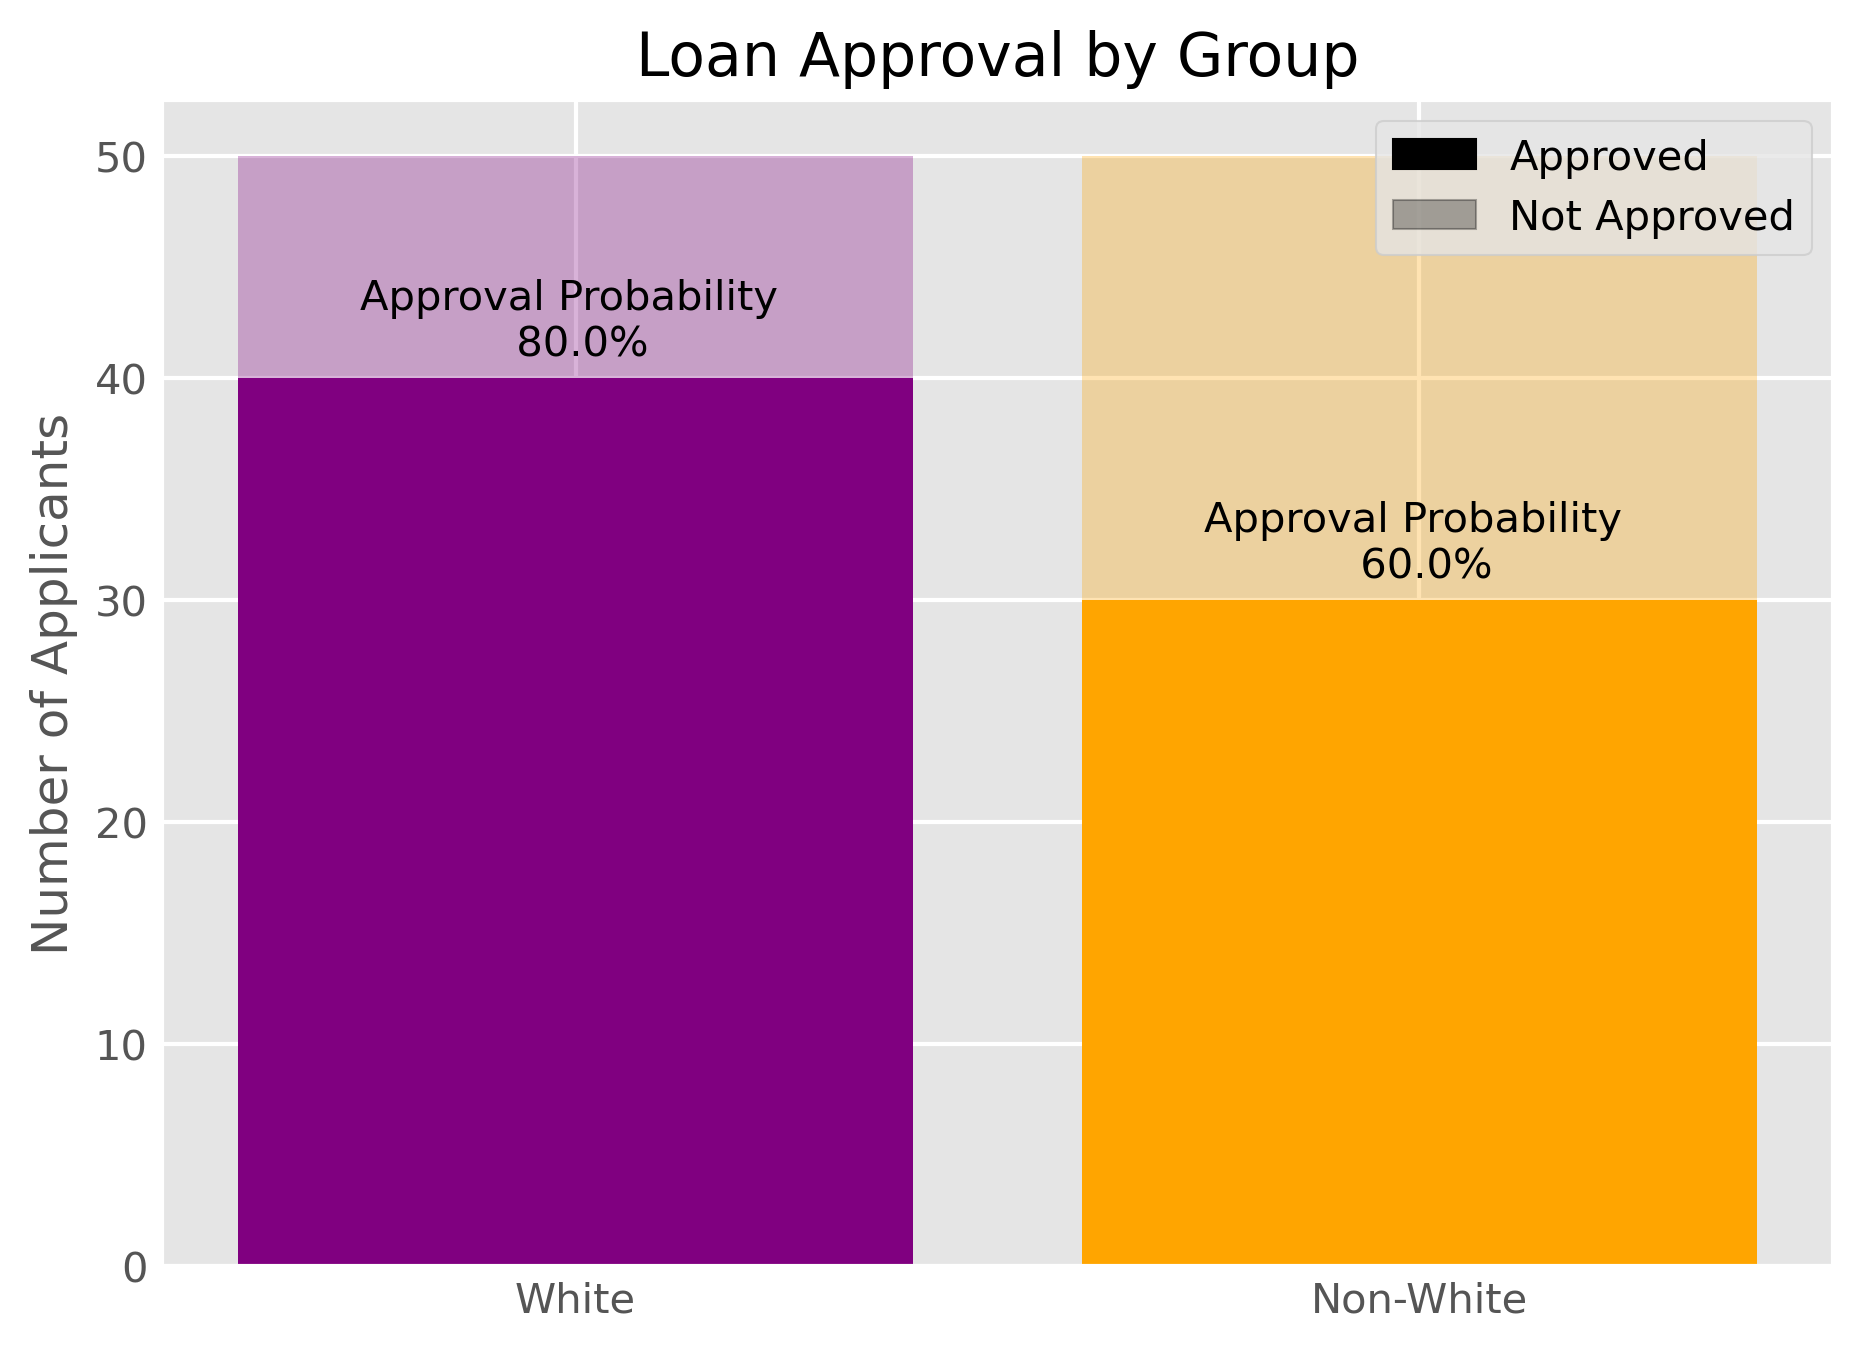 Loan Approval by Group
Approved
Not Approved
Approval Probability
80.0%
Approval Probability
60.0%
Number of Applicants
50
40
30
20
10
0
White
Non-White